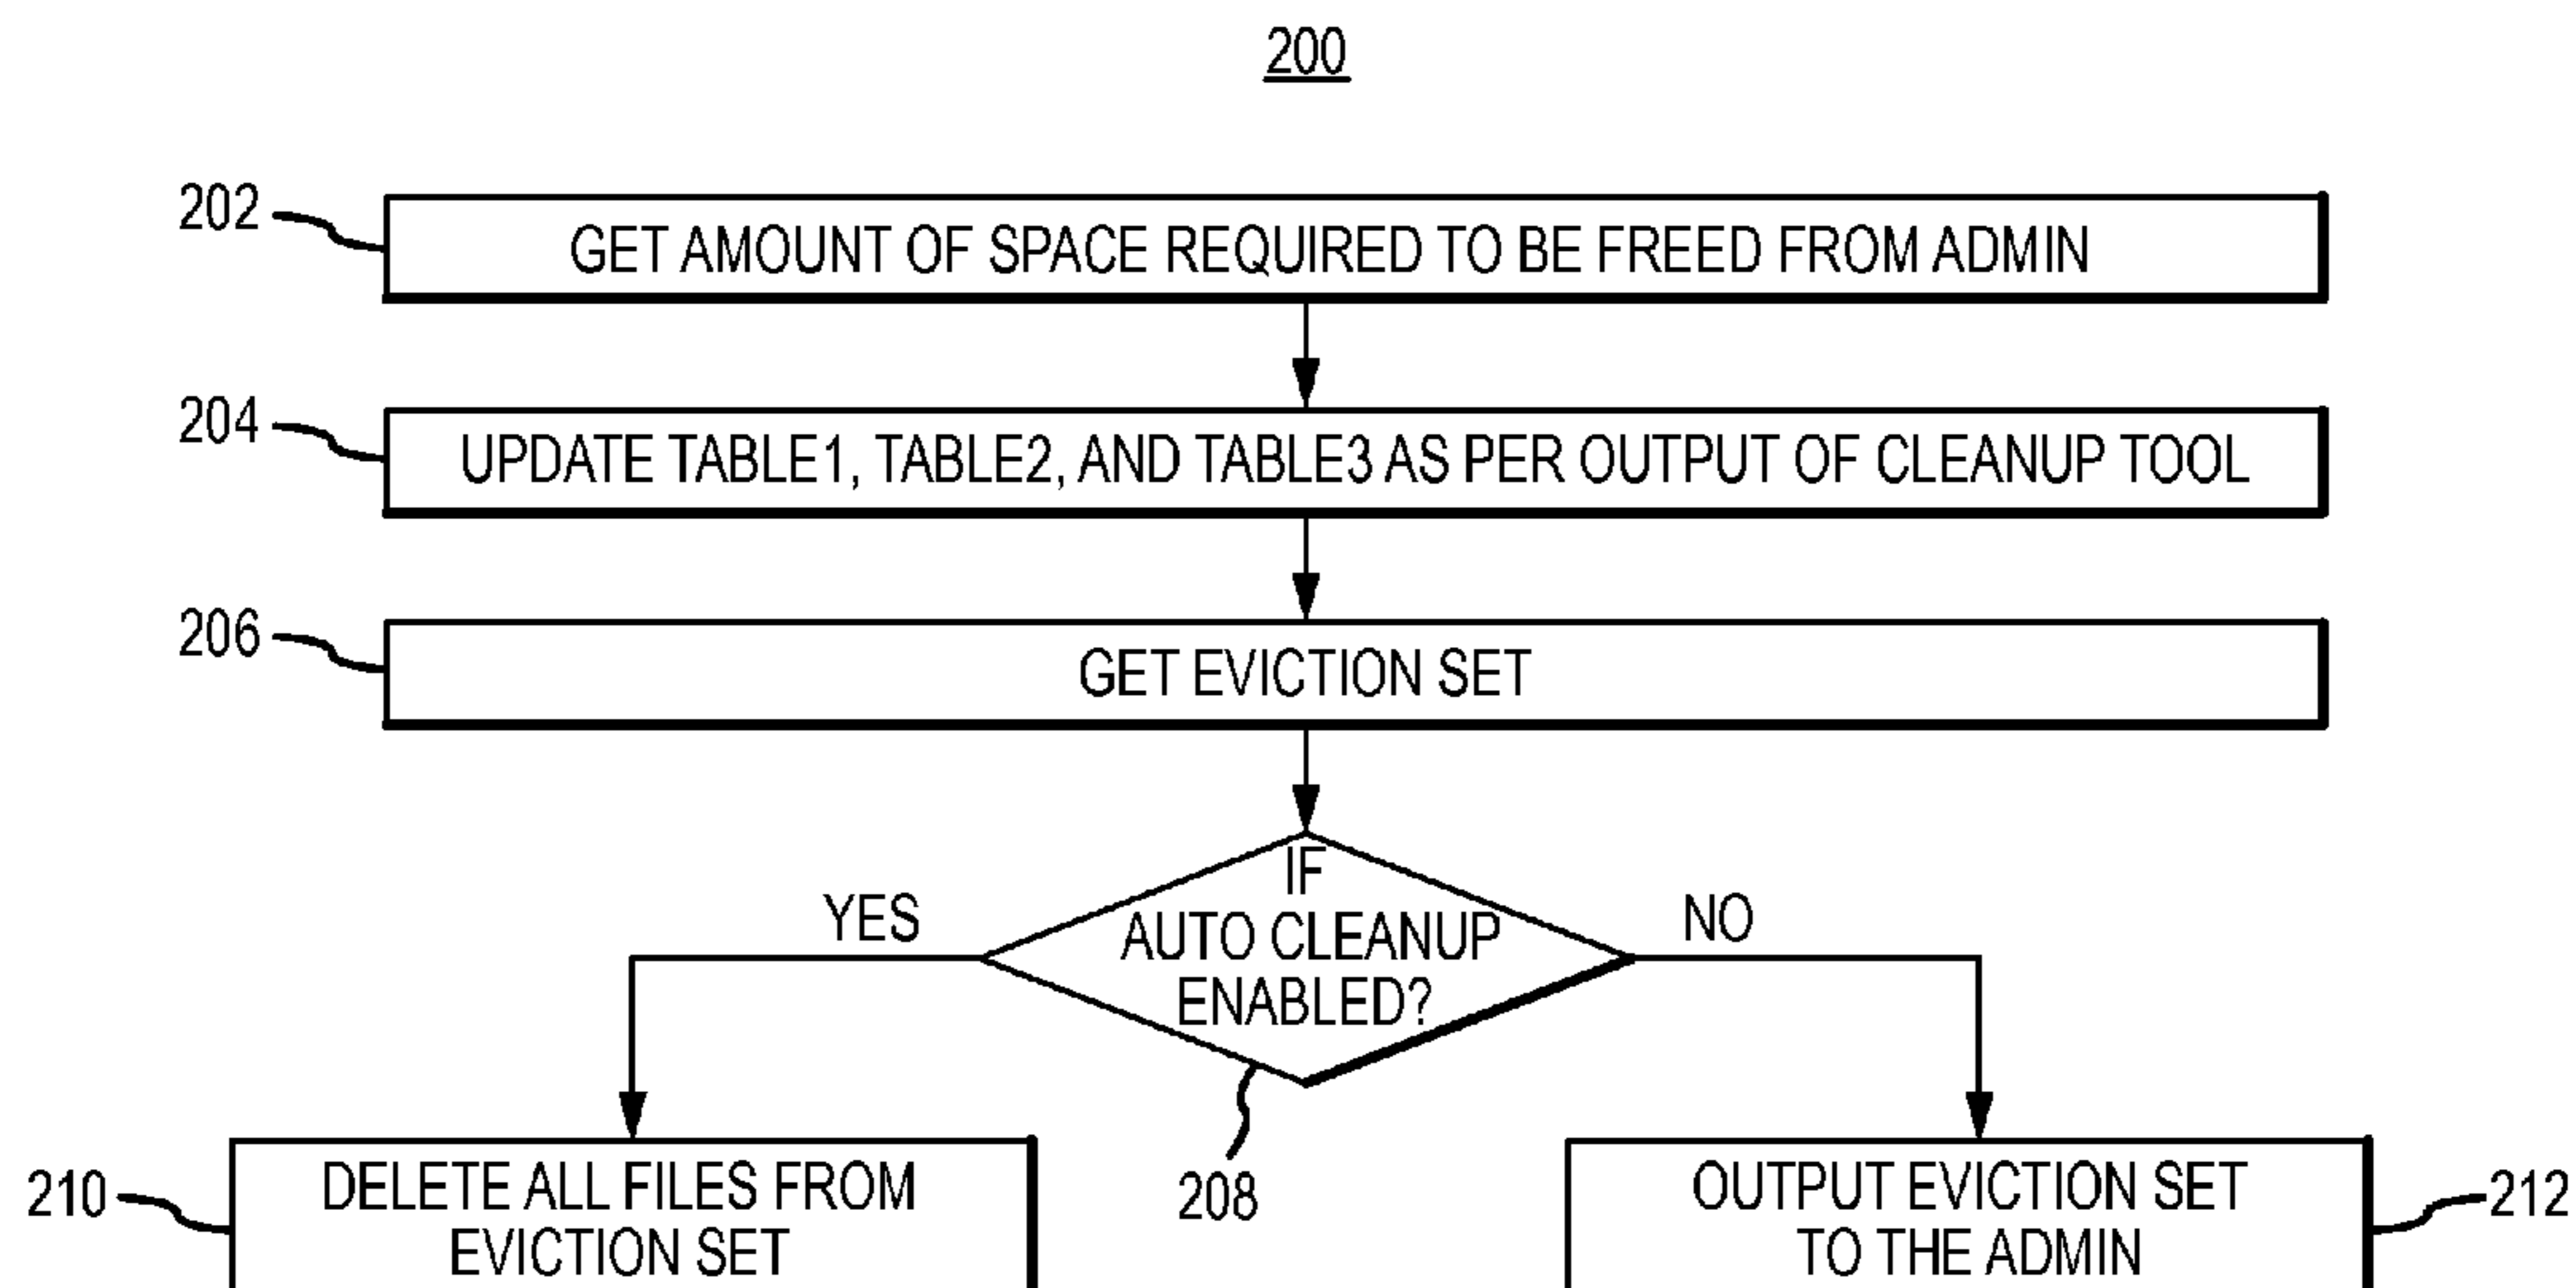 200
202
GET AMOUNT OF SPACE REQUIRED TO BE FREED FROM ADMIN
204
UPDATE TABLE1, TABLE2, AND TABLE3 AS PER OUTPUT OF CLEANUP TOOL
206
GET EVICTION SET
IF
AUTO CLEANUP
ENABLED?
YES
NO
208
210
DELETE ALL FILES FROM
EVICTION SET
OUTPUT EVICTION SET
TO THE ADMIN
212